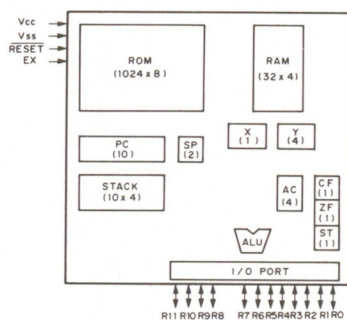 Vcc
Vss
RESET
EX
ROM
(1024 x 8)
RAM
(32 x 4)
PC
(10)
SP
(2)
X
(1)
Y
(4)
STACK
(10 x 4)
AC
(4)
CF
(1)
ZF
(1)
ST
(1)
ALU
I/O PORT
R11 R10 R9 R8 R7 R6 R5 R4 R3 R2 R1 R0